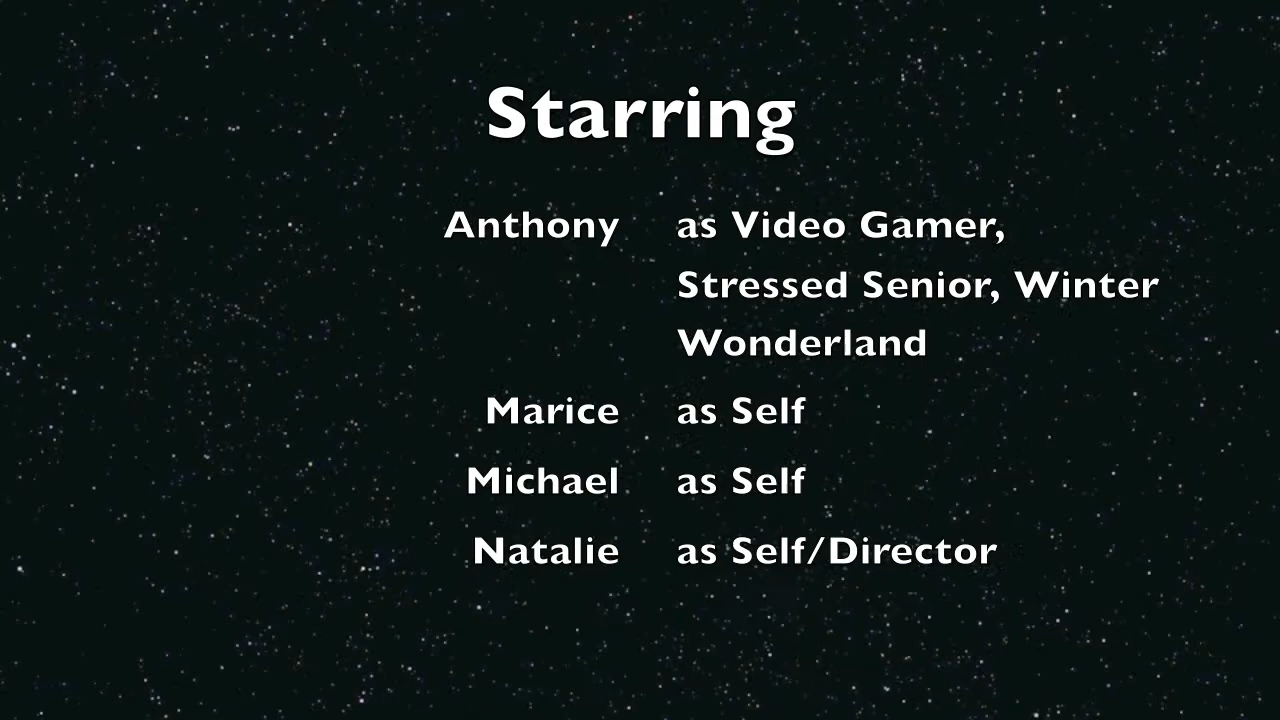 Starring
Anthony as Video Gamer,
Stressed Senior, Winter
Wonderland
Marice as Self
Michael as Self
Natalie as Self/Director